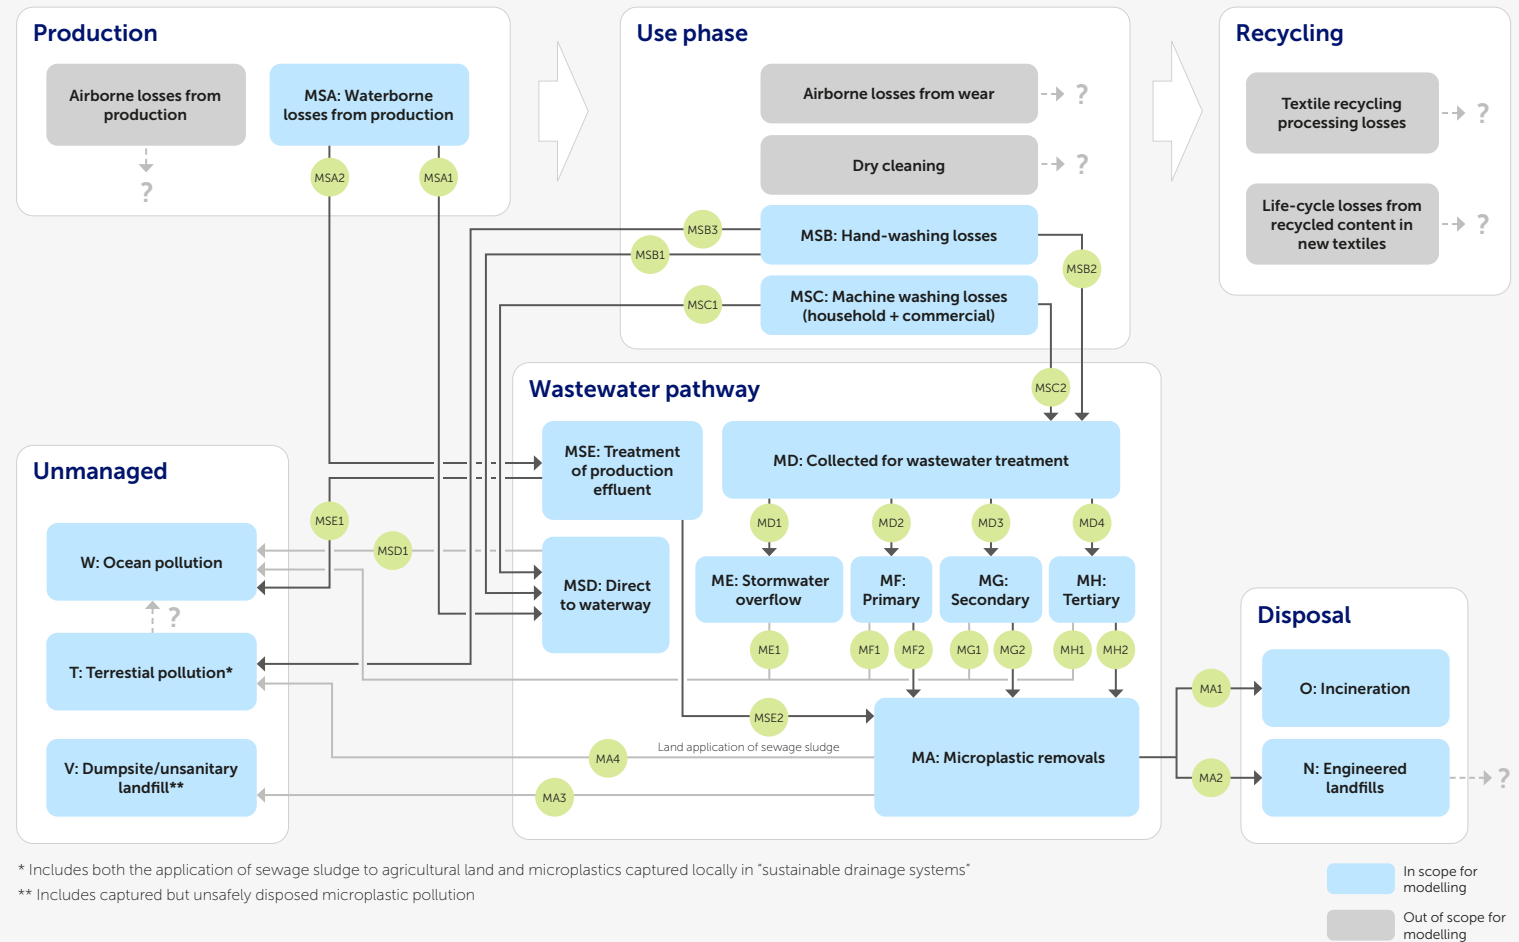 Production
Airborne losses from
production
?
MSA: Waterborne
losses from production
MSA2
MSA1
Use phase
Airborne losses from wear
?
Dry cleaning
?
MSB: Hand-washing losses
MSB3
MSB1
MSB2
MSC: Machine washing losses
(household + commercial)
MSC1
MSC2
Recycling
Textile recycling
processing losses
?
Life-cycle losses from
recycled content in
new textiles
?
Wastewater pathway
MSE: Treatment
of production
effluent
MD: Collected for wastewater treatment
MD1
MD2
MD3
MD4
MSD: Direct
to waterway
ME: Stormwater
overflow
MF:
Primary
MG:
Secondary
MH:
Tertiary
ME1
MF1
MF2
MG1
MG2
MH1
MH2
MSE2
Land application of sewage sludge
MA: Microplastic removals
MA4
MA3
Unmanaged
MSE1
MSD1
W: Ocean pollution
?
T: Terrestial pollution*
V: Dumpsite/unsanitary
landfill**
Disposal
MA1
O: Incineration
MA2
N: Engineered
landfills
?
* Includes both the application of sewage sludge to agricultural land and microplastics captured locally in “sustainable drainage systems”
** Includes captured but unsafely disposed microplastic pollution
In scope for
modelling
Out of scope for
modelling